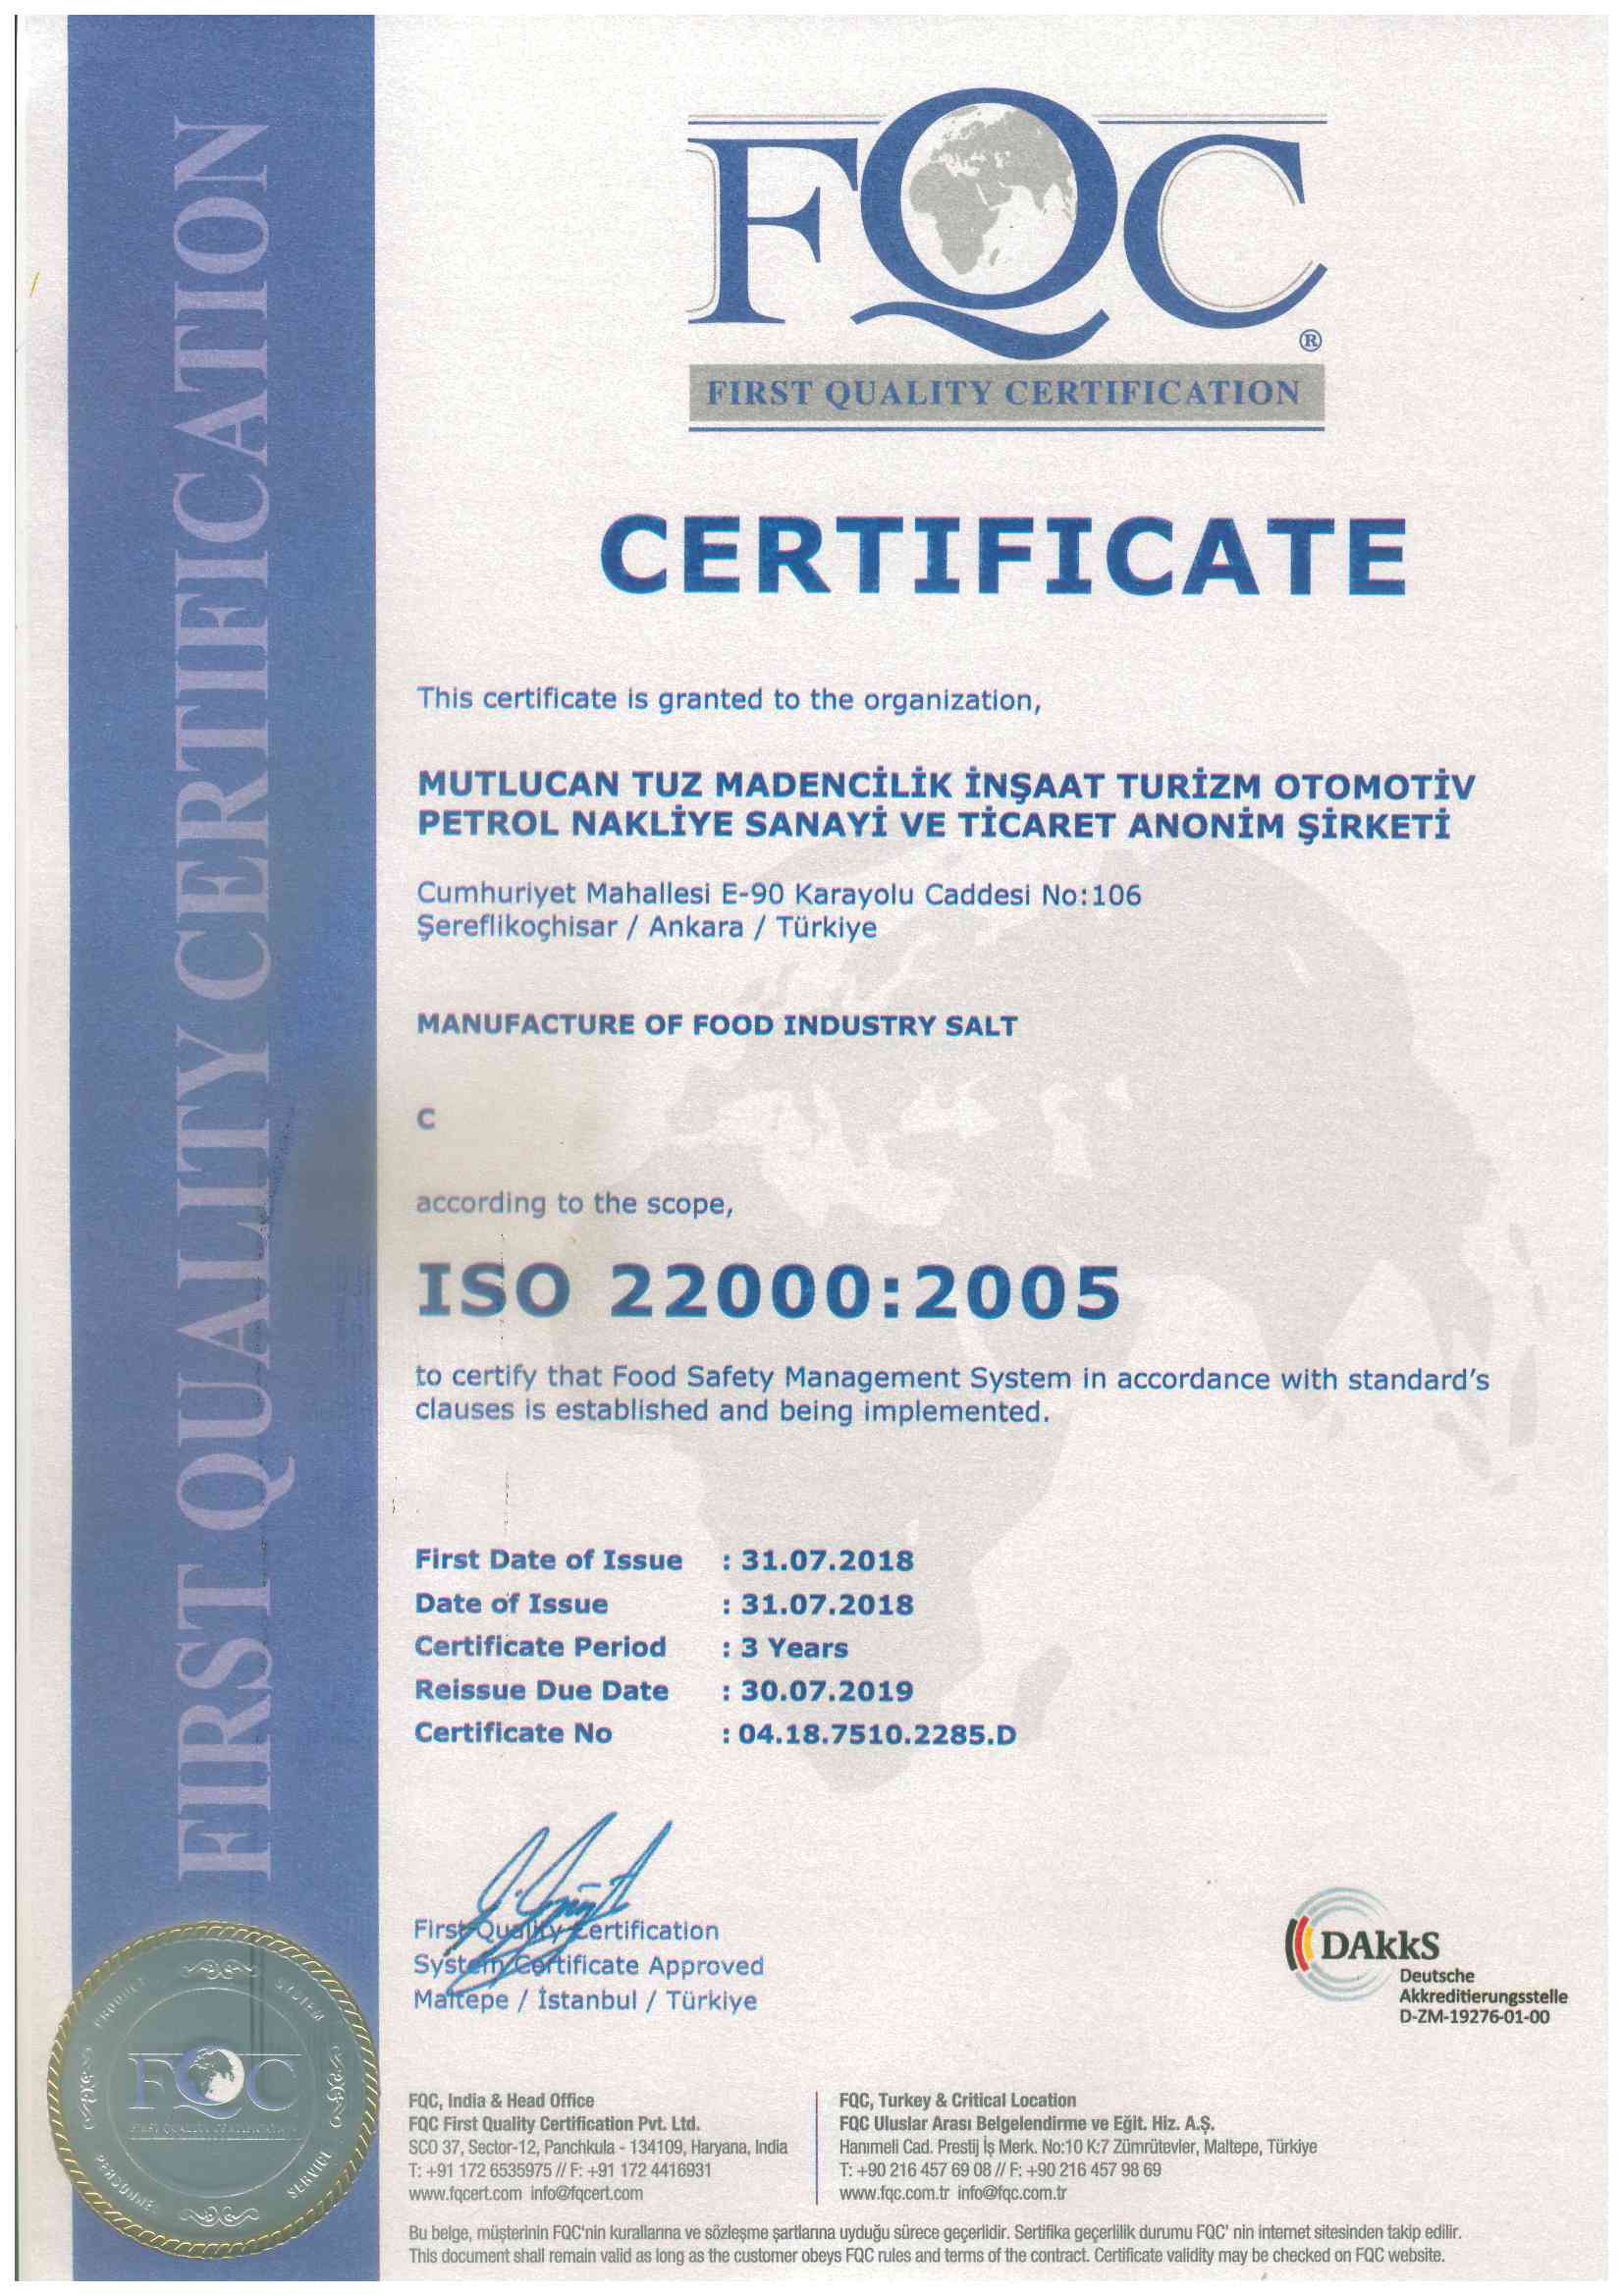 FIRST QUALITY CERTIFICATION
FQC
®
FIRST QUALITY CERTIFICATION
CERTIFICATE
This certificate is granted to the organization,
MUTLUCAN TUZ MADENCİLİK İNŞAAT TURİZM OTOMOTİV
PETROL NAKLİYE SANAYİ VE TİCARET ANONİM ŞİRKETİ
Cumhuriyet Mahallesi E-90 Karayolu Caddesi No:106
Şereflikoçhisar / Ankara / Türkiye
MANUFACTURE OF FOOD INDUSTRY SALT
C
according to the scope,
ISO 22000:2005
to certify that Food Safety Management System in accordance with standard's
clauses is established and being implemented.
First Date of Issue : 31.07.2018
Date of Issue : 31.07.2018
Certificate Period : 3 Years
Reissue Due Date : 30.07.2019
Certificate No : 04.18.7510.2285.D
First Quality Certification
System Certificate Approved
Maltepe / İstanbul / Türkiye
DAkkS
Deutsche
Akkreditierungsstelle
D-ZM-19276-01-00
PRODUCT SYSTEM
FQC
FIRST QUALITY CERTIFICATION
PERSONNEL SERVICE
FQC, India & Head Office
FQC First Quality Certification Pvt. Ltd.
SCO 37, Sector-12, Panchkula - 134109, Haryana, India
T: +91 172 6535975 // F: +91 172 4416931
www.fqcert.com info@fqcert.com
FQC, Turkey & Critical Location
FQC Uluslar Arası Belgelendirme ve Eğit. Hiz. A.Ş.
Hanımeli Cad. Prestij İş Merk. No:10 K:7 Zümrütevler, Maltepe, Türkiye
T: +90 216 457 69 08 // F: +90 216 457 98 69
www.fqc.com.tr info@fqc.com.tr
Bu belge, müşterinin FQC'nin kurallarına ve sözleşme şartlarına uyduğu sürece geçerlidir. Sertifika geçerlilik durumu FQC' nin internet sitesinden takip edilir.
This document shall remain valid as long as the customer obeys FQC rules and terms of the contract. Certificate validity may be checked on FQC website.